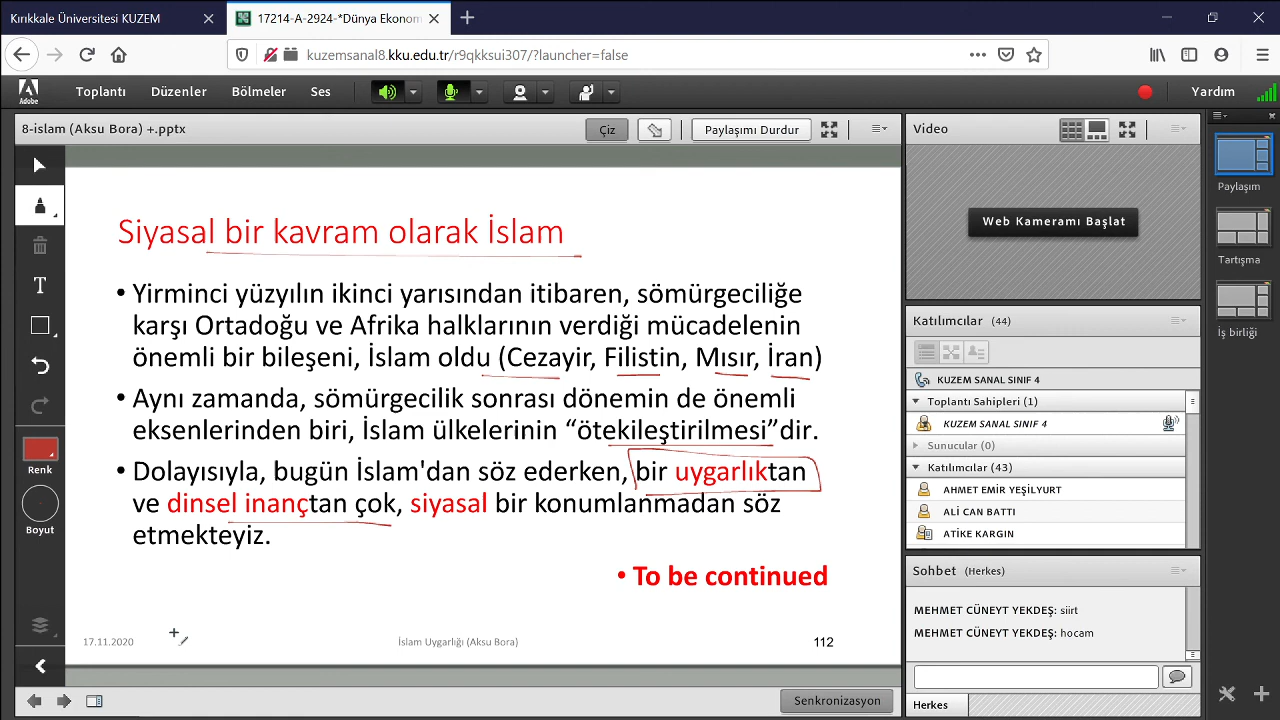 Kırıkkale Üniversitesi KUZEM
17214-A-2924-*Dünya Ekonom
kuzemsanal8.kku.edu.tr/r9qkksui307/?launcher=false
Adobe
Toplantı Düzenler Bölmeler Ses
Yardım
8-islam (Aksu Bora) +.pptx
Çiz
Paylaşımı Durdur
Renk
Boyut
Siyasal bir kavram olarak İslam
• Yirminci yüzyılın ikinci yarısından itibaren, sömürgeciliğe
karşı Ortadoğu ve Afrika halklarının verdiği mücadelenin
önemli bir bileşeni, İslam oldu (Cezayir, Filistin, Mısır, İran)
• Aynı zamanda, sömürgecilik sonrası dönemin de önemli
eksenlerinden biri, İslam ülkelerinin “ötekileştirilmesi”dir.
• Dolayısıyla, bugün İslam'dan söz ederken, bir uygarlıktan
ve dinsel inançtan çok, siyasal bir konumlanmadan söz
etmekteyiz.
• To be continued
17.11.2020
İslam Uygarlığı (Aksu Bora)
112
Senkronizasyon
Video
Web Kameramı Başlat
Katılımcılar (44)
KUZEM SANAL SINIF 4
Toplantı Sahipleri (1)
KUZEM SANAL SINIF 4
Sunucular (0)
Katılımcılar (43)
AHMET EMİR YEŞİLYURT
ALİ CAN BATTI
ATİKE KARGIN
Sohbet (Herkes)
MEHMET CÜNEYT YEKDEŞ: siirt
MEHMET CÜNEYT YEKDEŞ: hocam
Herkes
Paylaşım
Tartışma
İş birliği